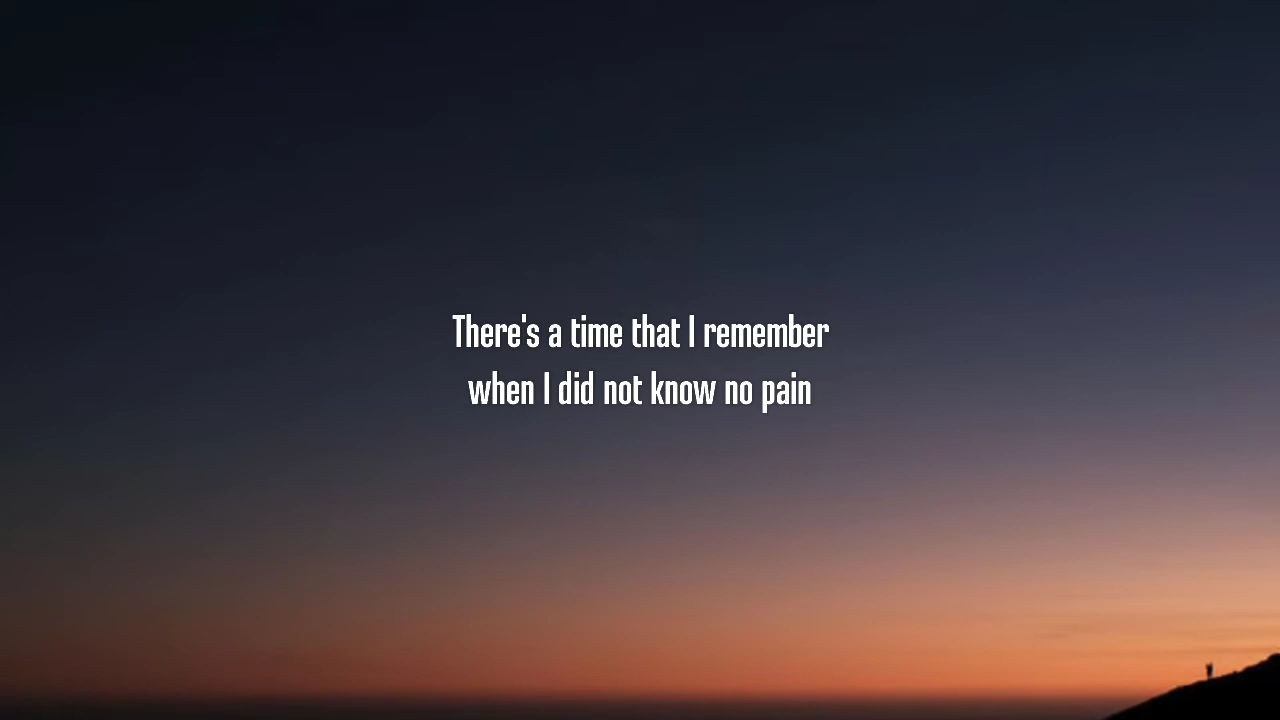 There's a time that I remember
when I did not know no pain